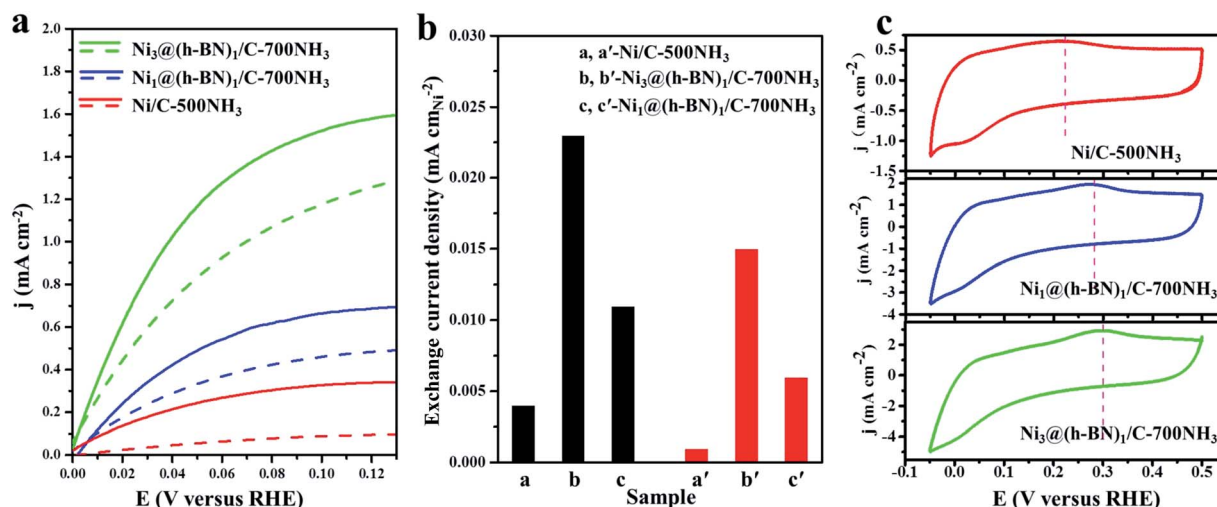 a
j (mA cm⁻²)
2.0
1.8
1.6
1.4
1.2
1.0
0.8
0.6
0.4
0.2
0.0
Ni₃@(h-BN)₁/C-700NH₃
Ni₁@(h-BN)₁/C-700NH₃
Ni/C-500NH₃
0.00 0.02 0.04 0.06 0.08 0.10 0.12
E (V versus RHE)
b
Exchange current density (mA cm_Ni⁻²)
0.030
0.025
0.020
0.015
0.010
0.005
0.000
a, a′-Ni/C-500NH₃
b, b′-Ni₃@(h-BN)₁/C-700NH₃
c, c′-Ni₁@(h-BN)₁/C-700NH₃
a b c a′ b′ c′
Sample
c
j (mA cm⁻²)
0.5
0.0
-0.5
-1.0
-1.5
Ni/C-500NH₃
j (mA cm⁻²)
2
1
0
-1
-2
-3
-4
Ni₁@(h-BN)₁/C-700NH₃
j (mA cm⁻²)
2
0
-2
-4
Ni₃@(h-BN)₁/C-700NH₃
-0.1 0.0 0.1 0.2 0.3 0.4 0.5
E (V versus RHE)